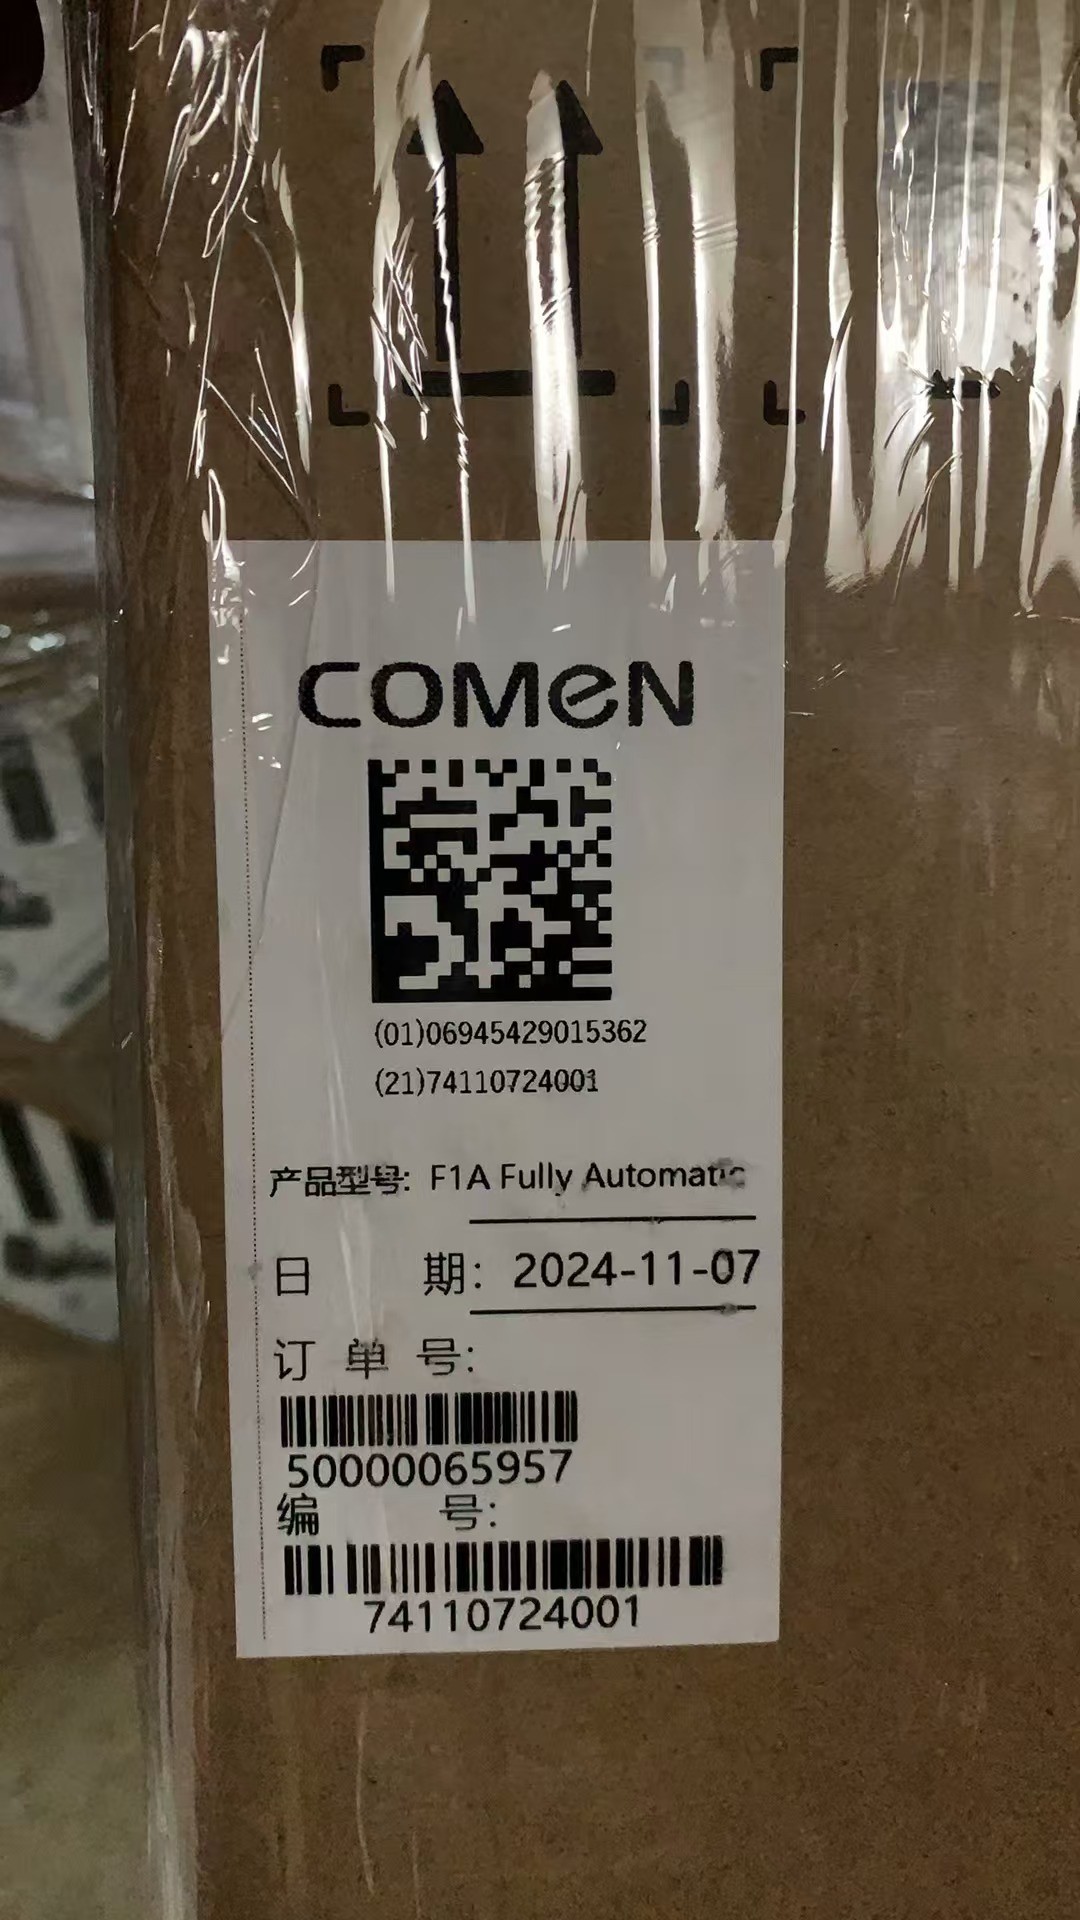 COMeN
(01)06945429015362
(21)74110724001
产品型号: F1A Fully Automatic
日 期: 2024-11-07
订 单 号:
50000065957
编 号:
74110724001